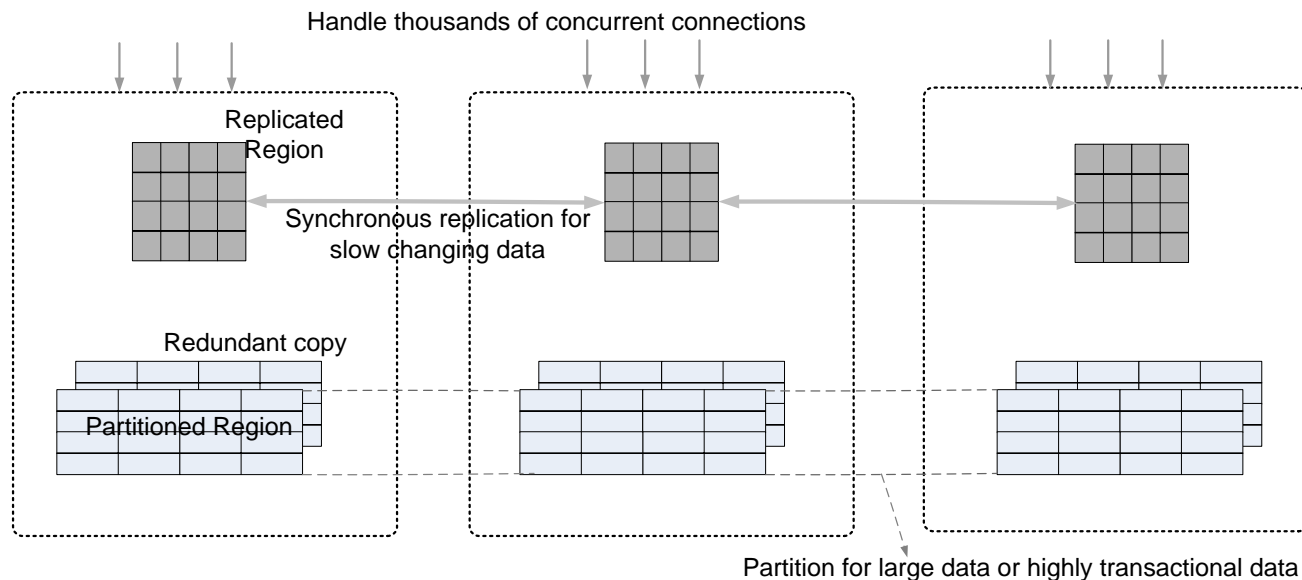 Handle thousands of concurrent connections
Replicated
Region
Synchronous replication for
slow changing data
Redundant copy
Partitioned Region
Partition for large data or highly transactional data